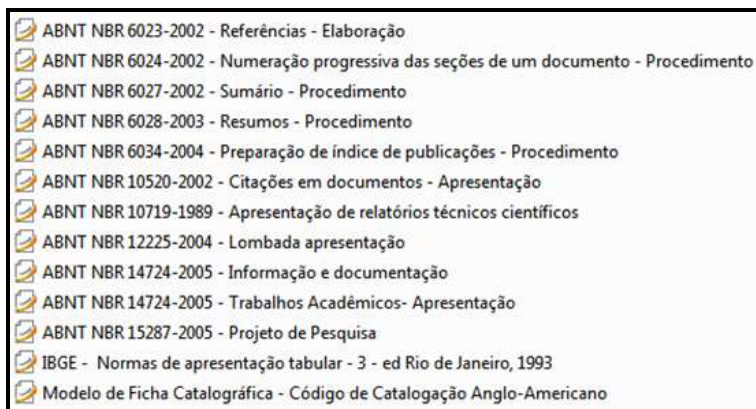 ABNT NBR 6023-2002 - Referências - Elaboração
ABNT NBR 6024-2002 - Numeração progressiva das seções de um documento - Procedimento
ABNT NBR 6027-2002 - Sumário - Procedimento
ABNT NBR 6028-2003 - Resumos - Procedimento
ABNT NBR 6034-2004 - Preparação de índice de publicações - Procedimento
ABNT NBR 10520-2002 - Citações em documentos - Apresentação
ABNT NBR 10719-1989 - Apresentação de relatórios técnicos científicos
ABNT NBR 12225-2004 - Lombada apresentação
ABNT NBR 14724-2005 - Informação e documentação
ABNT NBR 14724-2005 - Trabalhos Acadêmicos- Apresentação
ABNT NBR 15287-2005 - Projeto de Pesquisa
IBGE - Normas de apresentação tabular - 3 - ed Rio de Janeiro, 1993
Modelo de Ficha Catalográfica - Código de Catalogação Anglo-Americano